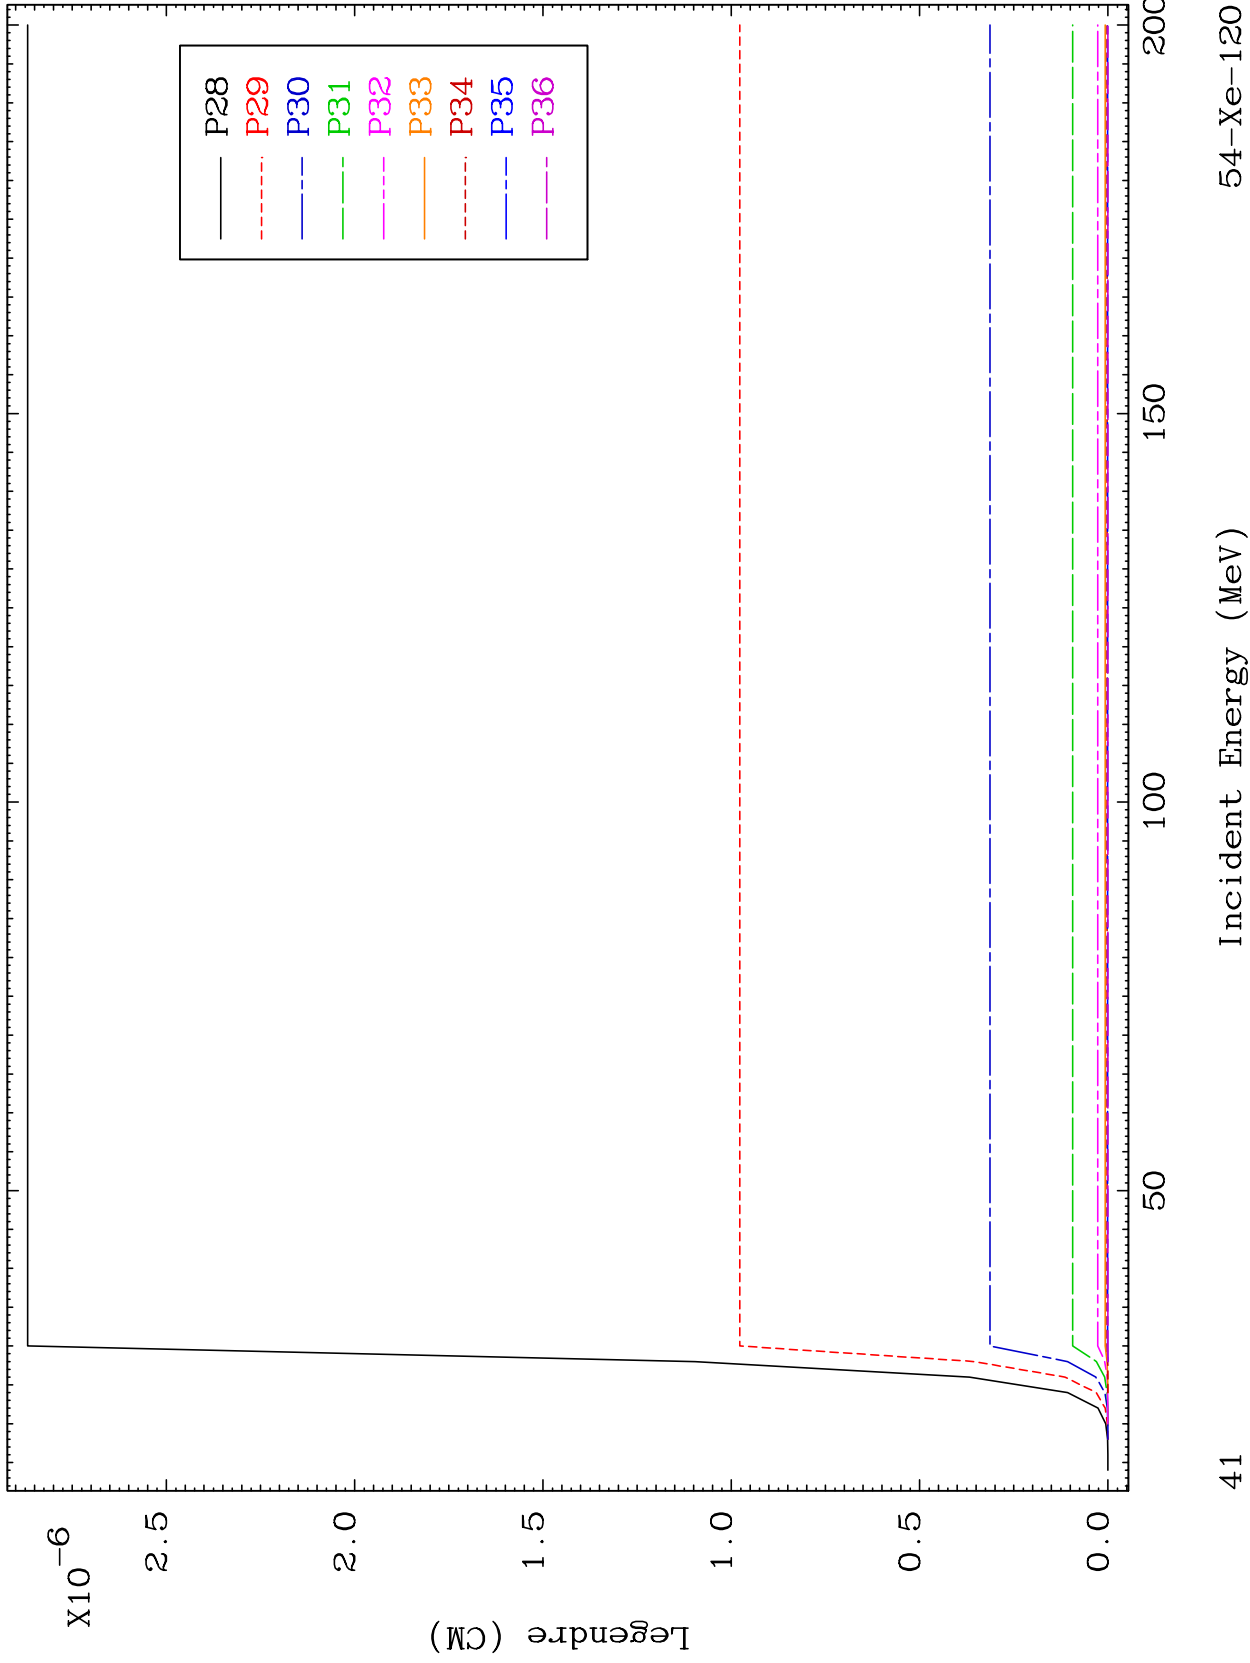 X10⁻⁶
2.5
2.0
1.5
1.0
0.5
0.0
Legendre (CM)
P28
P29
P30
P31
P32
P33
P34
P35
P36
50
100
150
200
Incident Energy (MeV)
41
54-Xe-120